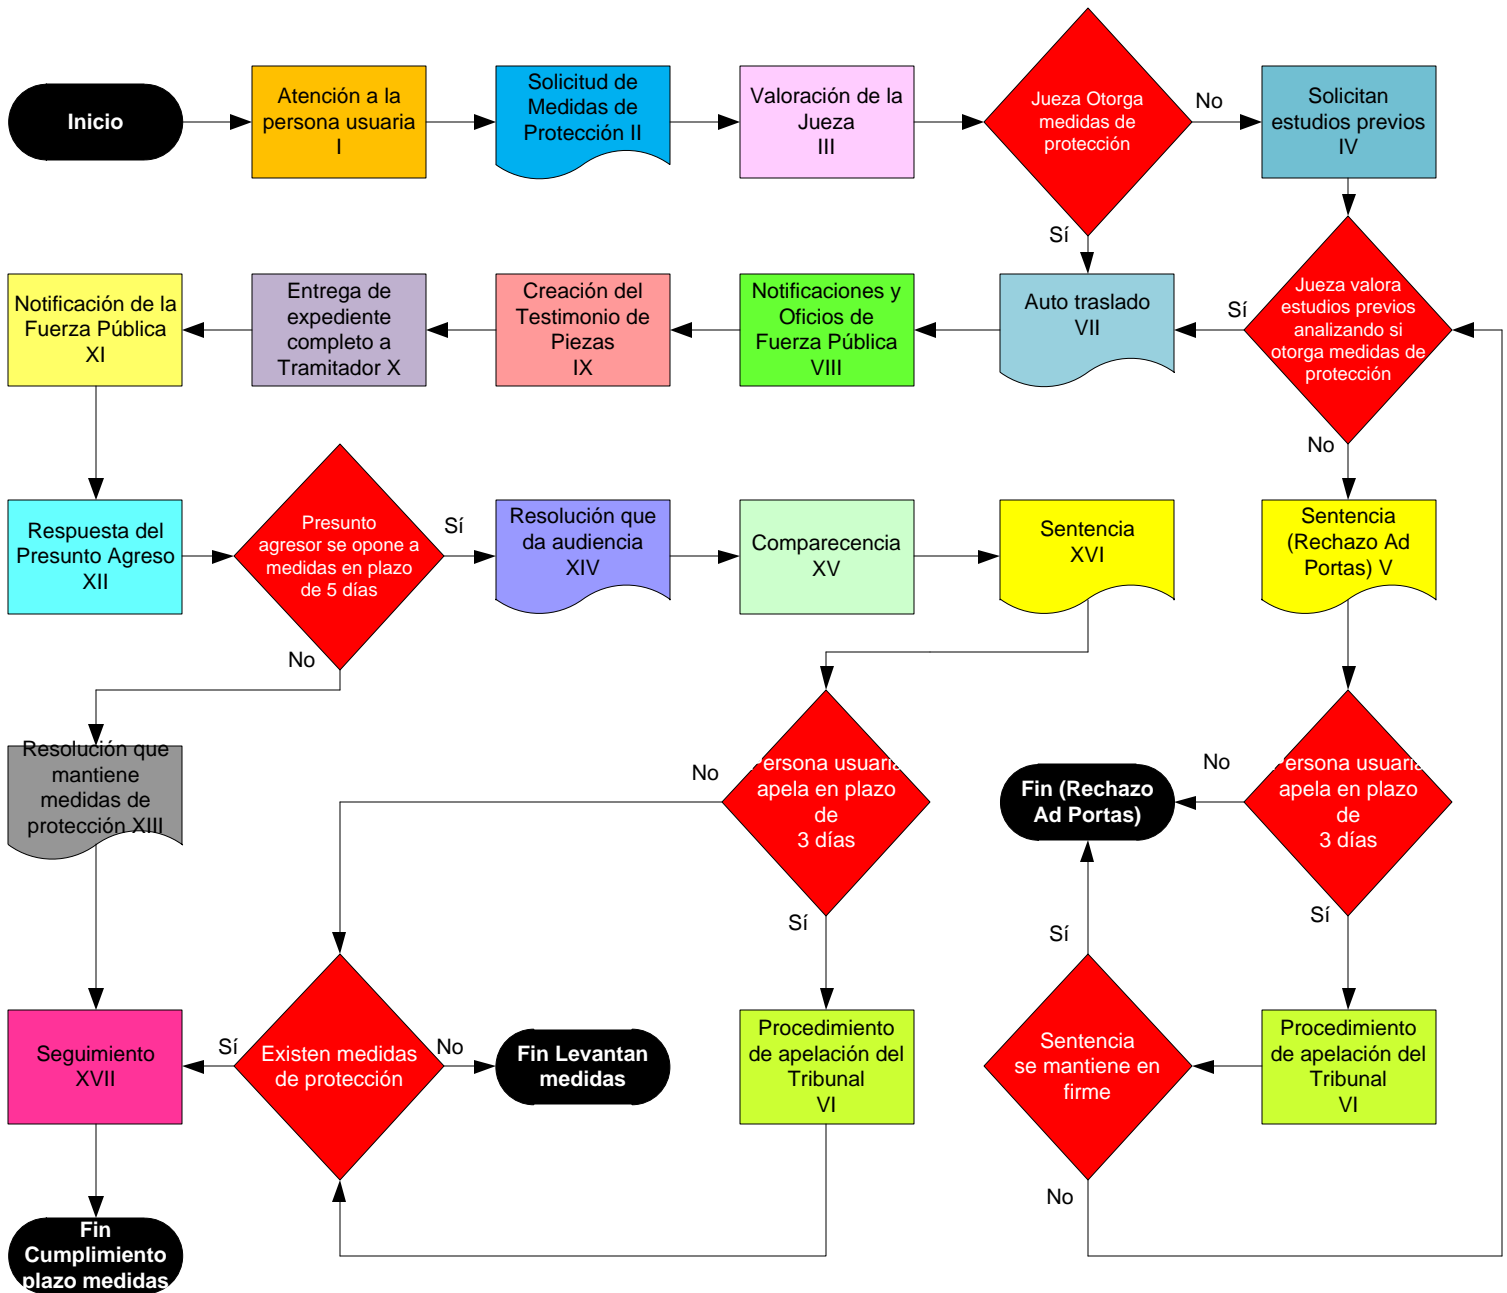 Inicio
Atención a la
persona usuaria
I
Solicitud de
Medidas de
Protección II
Valoración de la
Jueza
III
Jueza Otorga
medidas de
protección
No
Solicitan
estudios previos
IV
Sí
Notificación de la
Fuerza Pública
XI
Entrega de
expediente
completo a
Tramitador X
Creación del
Testimonio de
Piezas
IX
Notificaciones y
Oficios de
Fuerza Pública
VIII
Auto traslado
VII
Sí
Jueza valora
estudios previos
analizando si
otorga medidas de
protección
No
Respuesta del
Presunto Agreso
XII
Presunto
agresor se opone a
medidas en plazo
de 5 días
Sí
Resolución que
da audiencia
XIV
Comparecencia
XV
Sentencia
XVI
Sentencia
(Rechazo Ad
Portas) V
No
Resolución que
mantiene
medidas de
protección XIII
No
Persona usuaria
apela en plazo
de
3 días
Sí
Fin (Rechazo
Ad Portas)
No
Persona usuaria
apela en plazo
de
3 días
Sí
Sí
Seguimiento
XVII
Sí
Existen medidas
de protección
No
Fin Levantan
medidas
Procedimiento
de apelación del
Tribunal
VI
Sentencia
se mantiene en
firme
No
Procedimiento
de apelación del
Tribunal
VI
Fin
Cumplimiento
plazo medidas